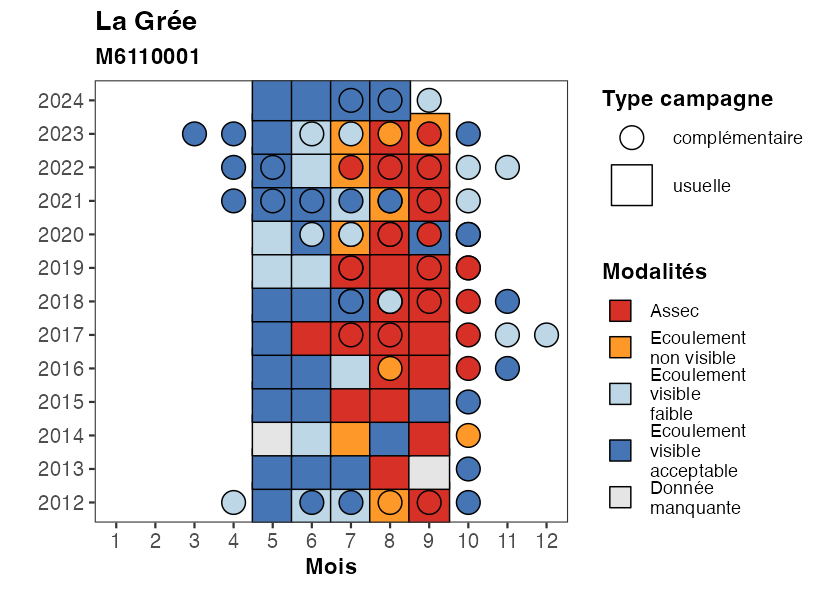 La Grée
M6110001
2024
2023
2022
2021
2020
2019
2018
2017
2016
2015
2014
2013
2012
1 2 3 4 5 6 7 8 9 10 11 12
Mois
Type campagne
complémentaire
usuelle
Modalités
Assec
Ecoulement
non visible
Ecoulement
visible
faible
Ecoulement
visible
acceptable
Donnée
manquante